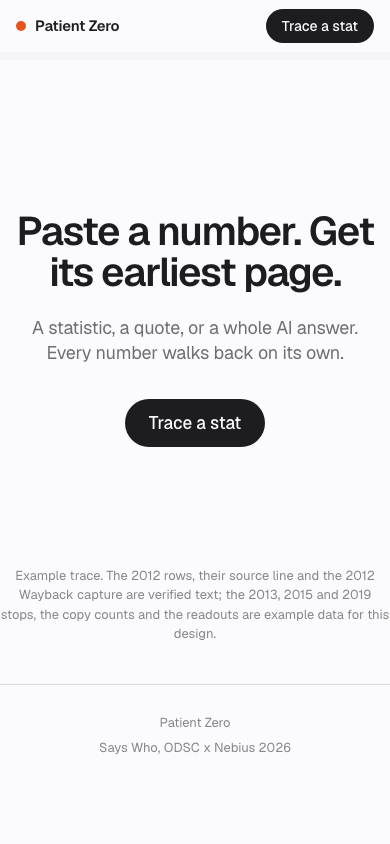 Patient Zero
Trace a stat
Paste a number. Get
its earliest page.
A statistic, a quote, or a whole AI answer.
Every number walks back on its own.
Trace a stat
Example trace. The 2012 rows, their source line and the 2012
Wayback capture are verified text; the 2013, 2015 and 2019
stops, the copy counts and the readouts are example data for this
design.
Patient Zero
Says Who, ODSC x Nebius 2026